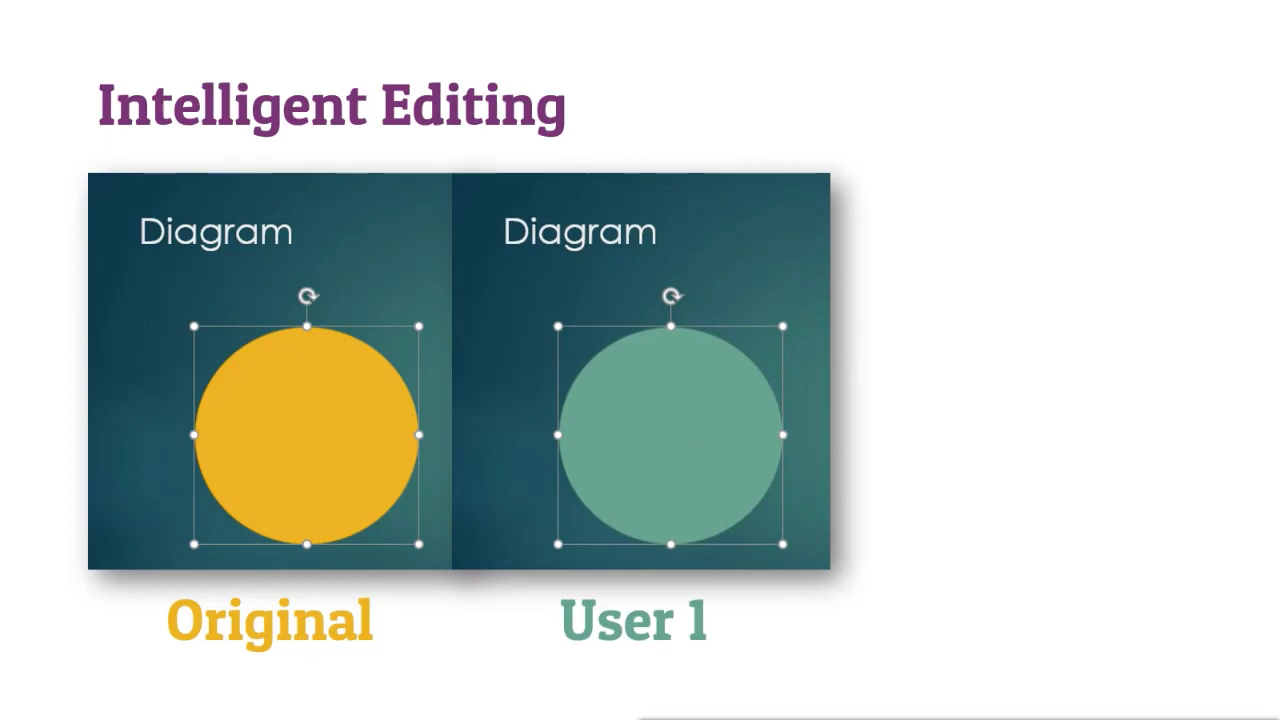 Intelligent Editing
Diagram
Diagram
Original
User 1